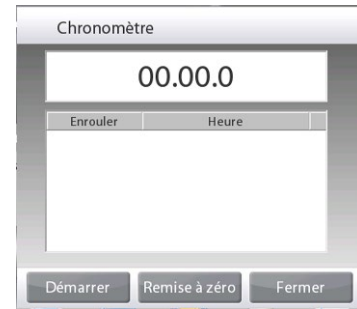 Chronomètre
00.00.0
Enrouler Heure
Démarrer Remise à zéro Fermer